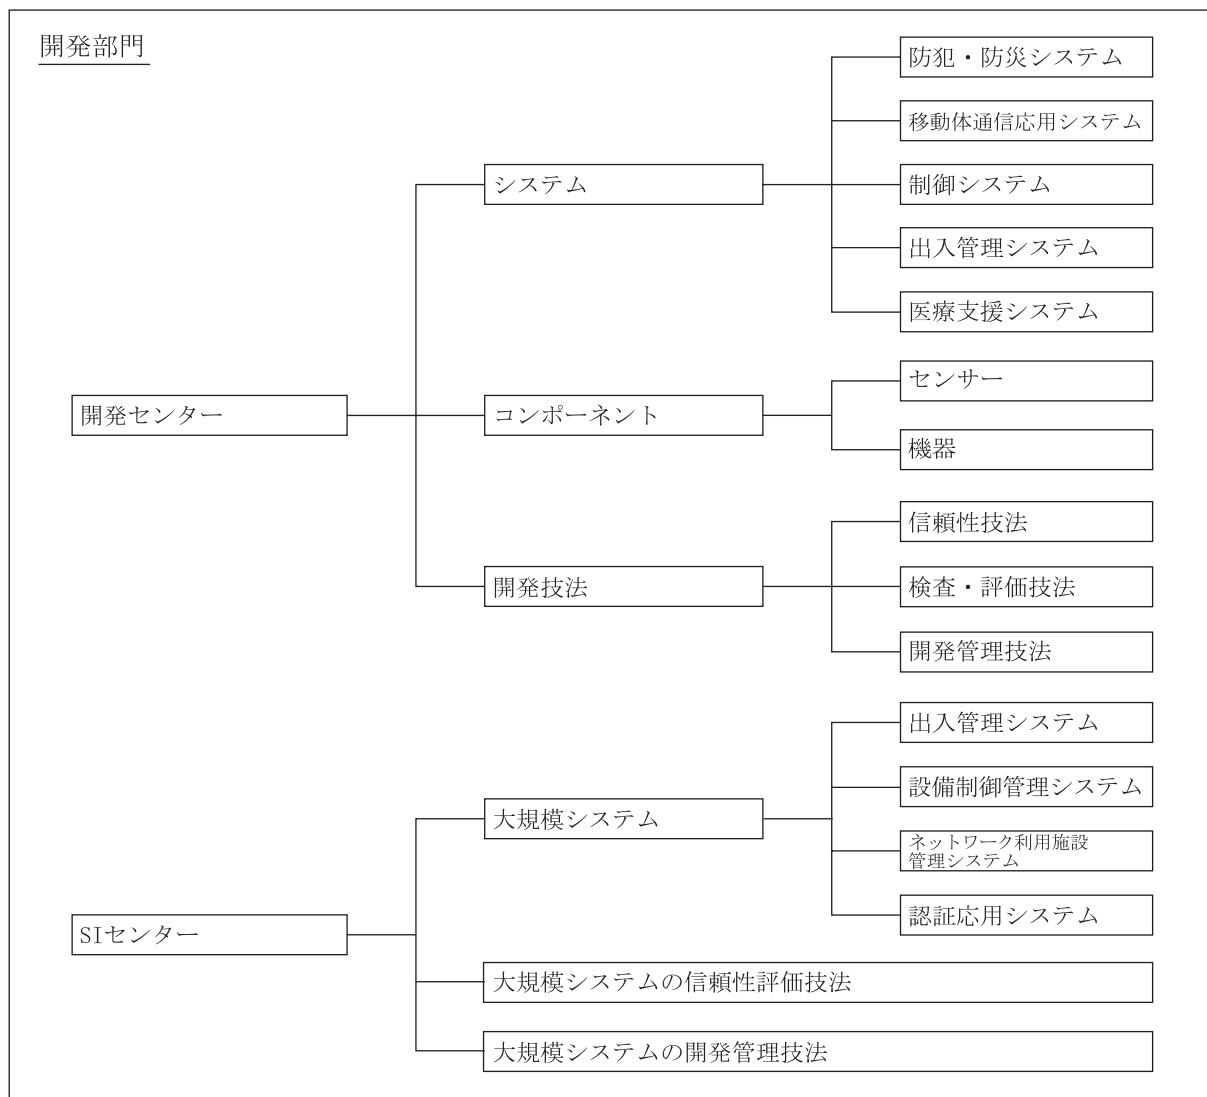 開発部門
開発センター
システム
防犯・防災システム
移動体通信応用システム
制御システム
出入管理システム
医療支援システム
コンポーネント
センサー
機器
開発技法
信頼性技法
検査・評価技法
開発管理技法
SIセンター
大規模システム
出入管理システム
設備制御管理システム
ネットワーク利用施設
管理システム
認証応用システム
大規模システムの信頼性評価技法
大規模システムの開発管理技法